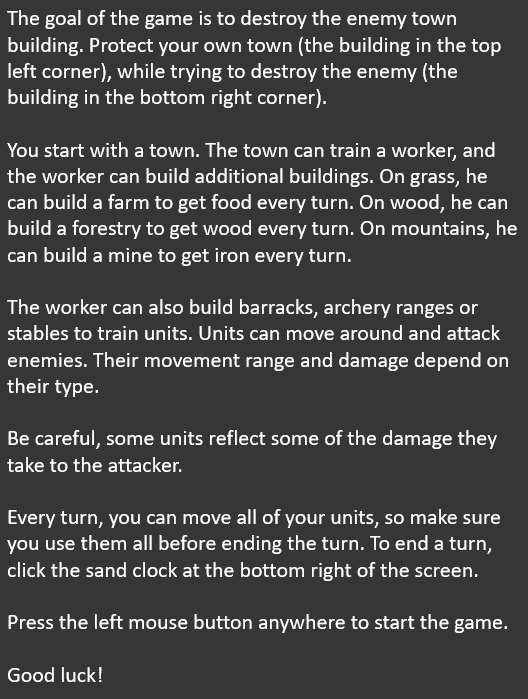 The goal of the game is to destroy the enemy town
building. Protect your own town (the building in the top
left corner), while trying to destroy the enemy (the
building in the bottom right corner).
You start with a town. The town can train a worker, and
the worker can build additional buildings. On grass, he
can build a farm to get food every turn. On wood, he can
build a forestry to get wood every turn. On mountains, he
can build a mine to get iron every turn.
The worker can also build barracks, archery ranges or
stables to train units. Units can move around and attack
enemies. Their movement range and damage depend on
their type.
Be careful, some units reflect some of the damage they
take to the attacker.
Every turn, you can move all of your units, so make sure
you use them all before ending the turn. To end a turn,
click the sand clock at the bottom right of the screen.
Press the left mouse button anywhere to start the game.
Good luck!